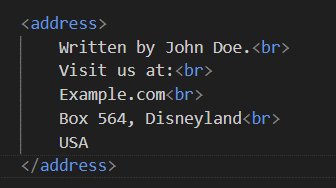 <address>
Written by John Doe.<br>
Visit us at:<br>
Example.com<br>
Box 564, Disneyland<br>
USA
</address>